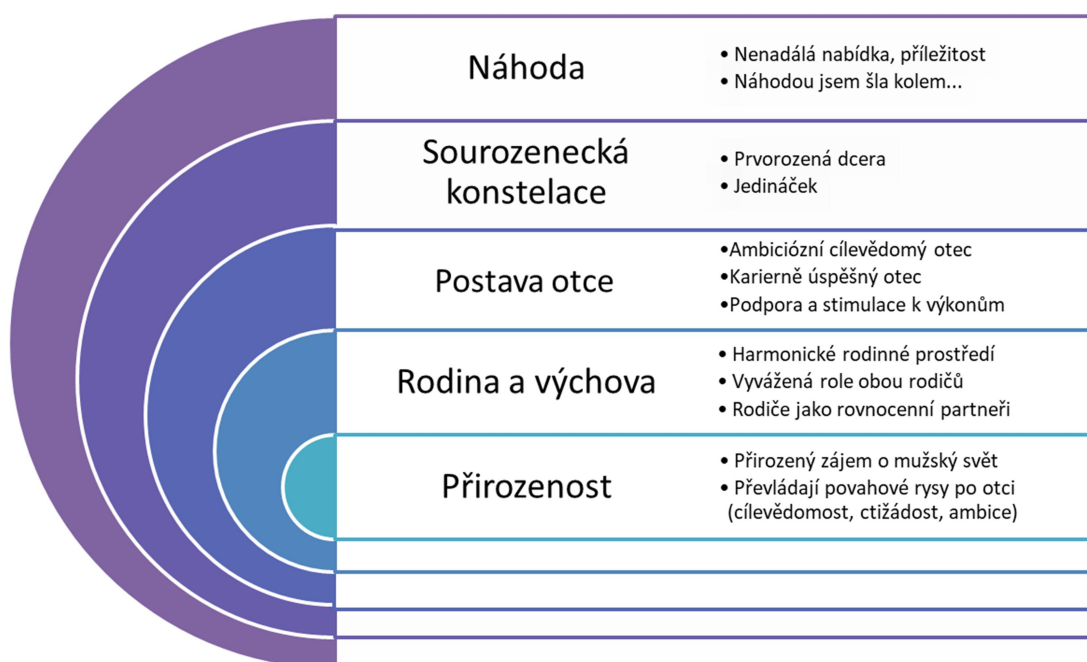 Náhoda
• Nenadálá nabídka, příležitost
• Náhodou jsem šla kolem...
Sourozenecká
konstelace
• Prvorozená dcera
• Jedináček
Postava otce
•Ambiciózní cílevědomý otec
•Karierně úspěšný otec
•Podpora a stimulace k výkonům
Rodina a výchova
• Harmonické rodinné prostředí
• Vyvážená role obou rodičů
• Rodiče jako rovnocenní partneři
Přirozenost
• Přirozený zájem o mužský svět
• Převládají povahové rysy po otci
(cílevědomost, ctižádost, ambice)